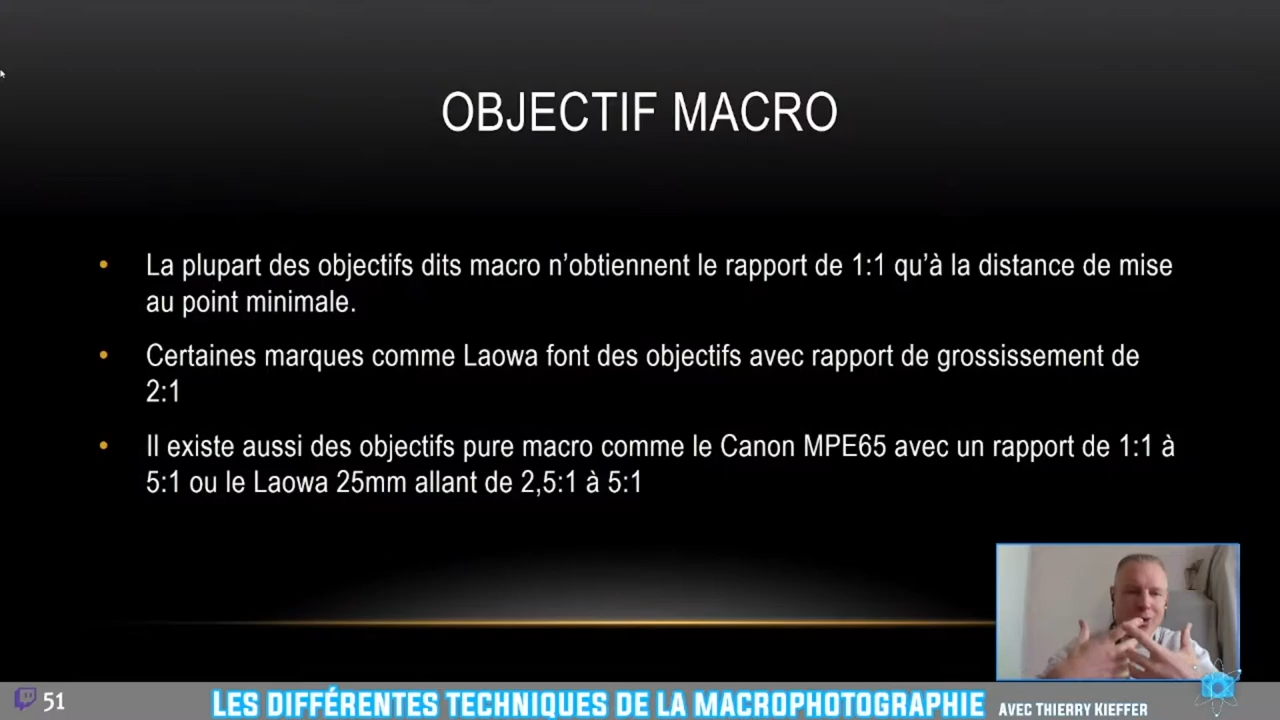 OBJECTIF MACRO
• La plupart des objectifs dits macro n’obtiennent le rapport de 1:1 qu’à la distance de mise
au point minimale.
• Certaines marques comme Laowa font des objectifs avec rapport de grossissement de
2:1
• Il existe aussi des objectifs pure macro comme le Canon MPE65 avec un rapport de 1:1 à
5:1 ou le Laowa 25mm allant de 2,5:1 à 5:1
51 LES DIFFÉRENTES TECHNIQUES DE LA MACROPHOTOGRAPHIE AVEC THIERRY KIEFFER